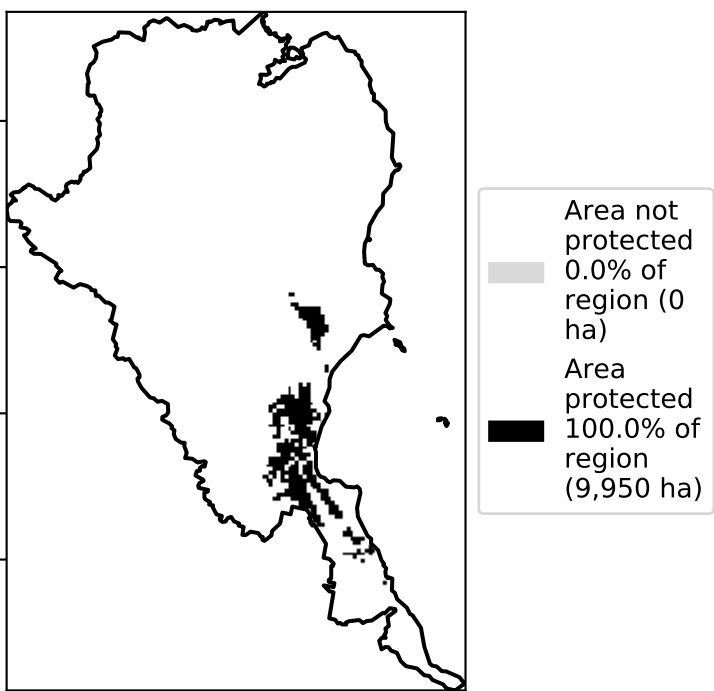 Area not
protected
0.0% of
region (0
ha)
Area
protected
100.0% of
region
(9,950 ha)